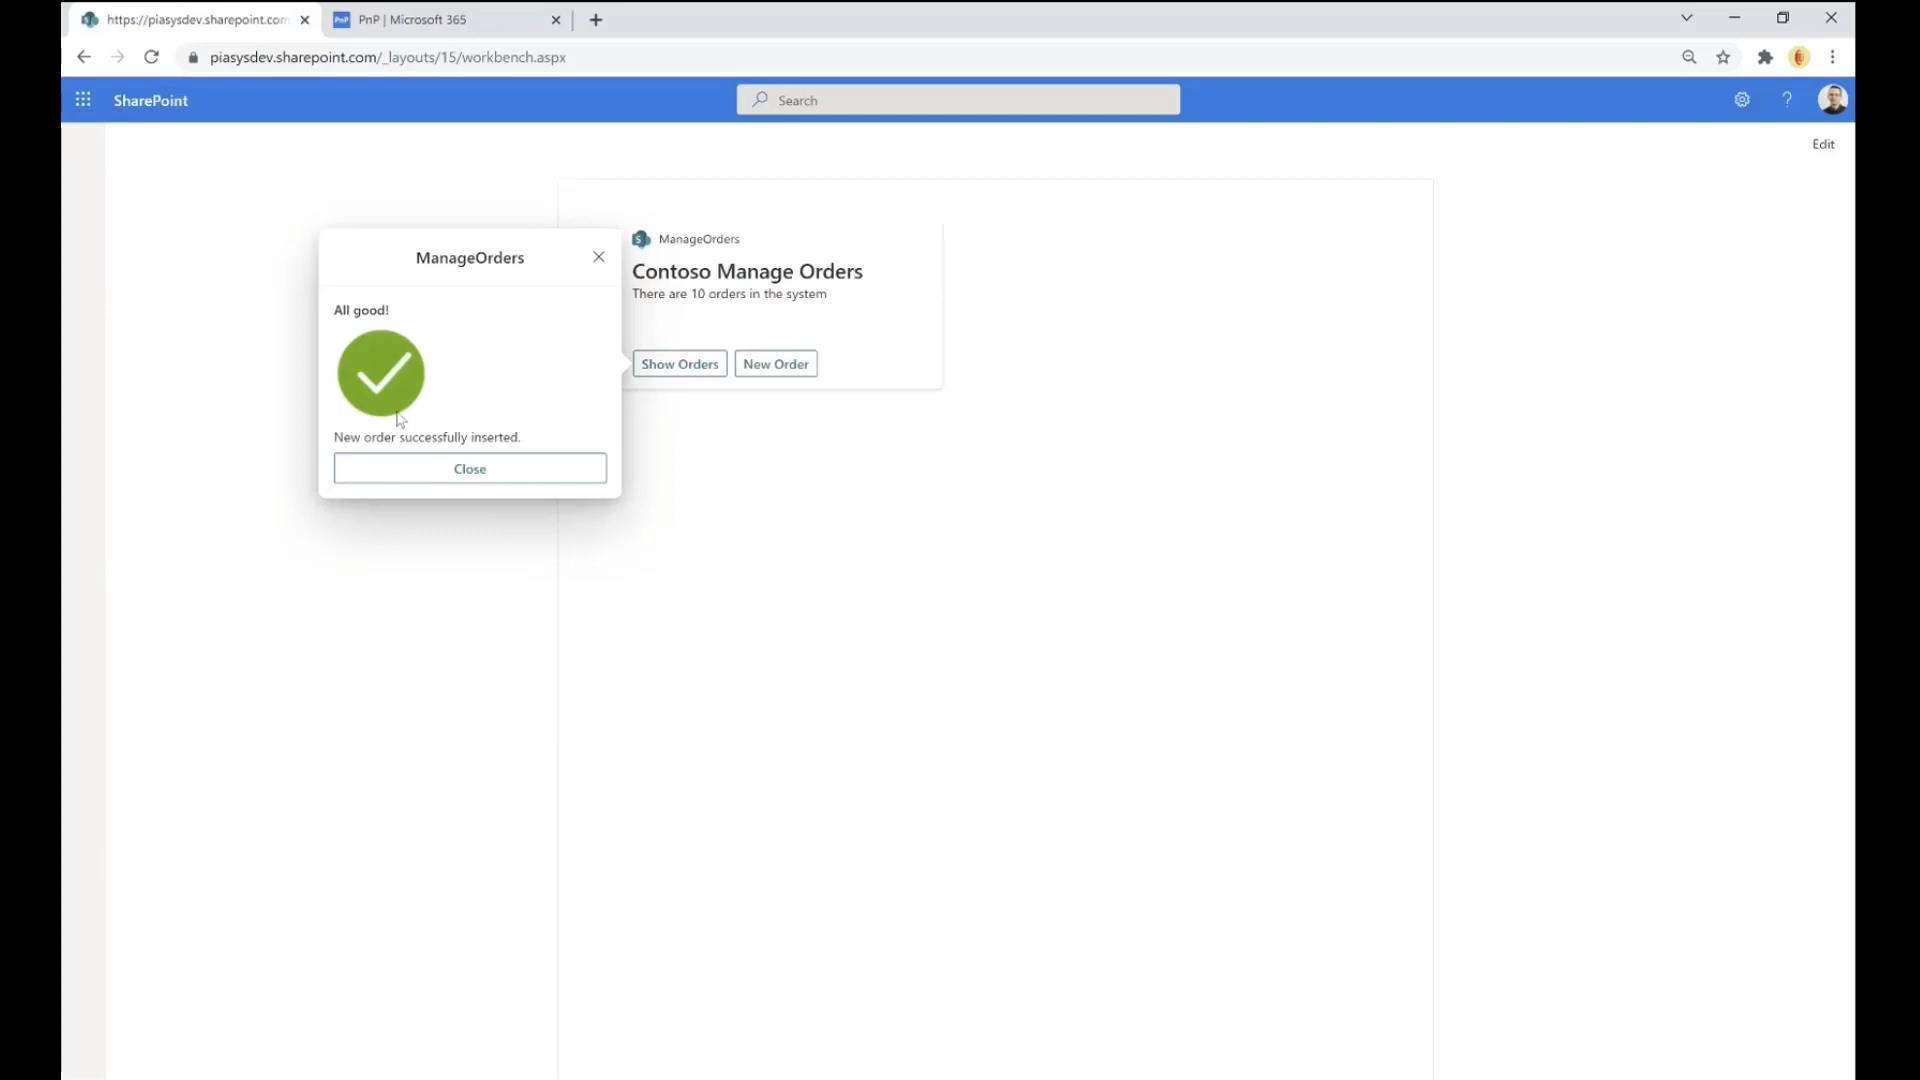 https://piasysdev.sharepoint.com
PnP PnP | Microsoft 365
piasysdev.sharepoint.com/_layouts/15/workbench.aspx
SharePoint
Search
Edit
ManageOrders
All good!
New order successfully inserted.
Close
ManageOrders
Contoso Manage Orders
There are 10 orders in the system
Show Orders
New Order